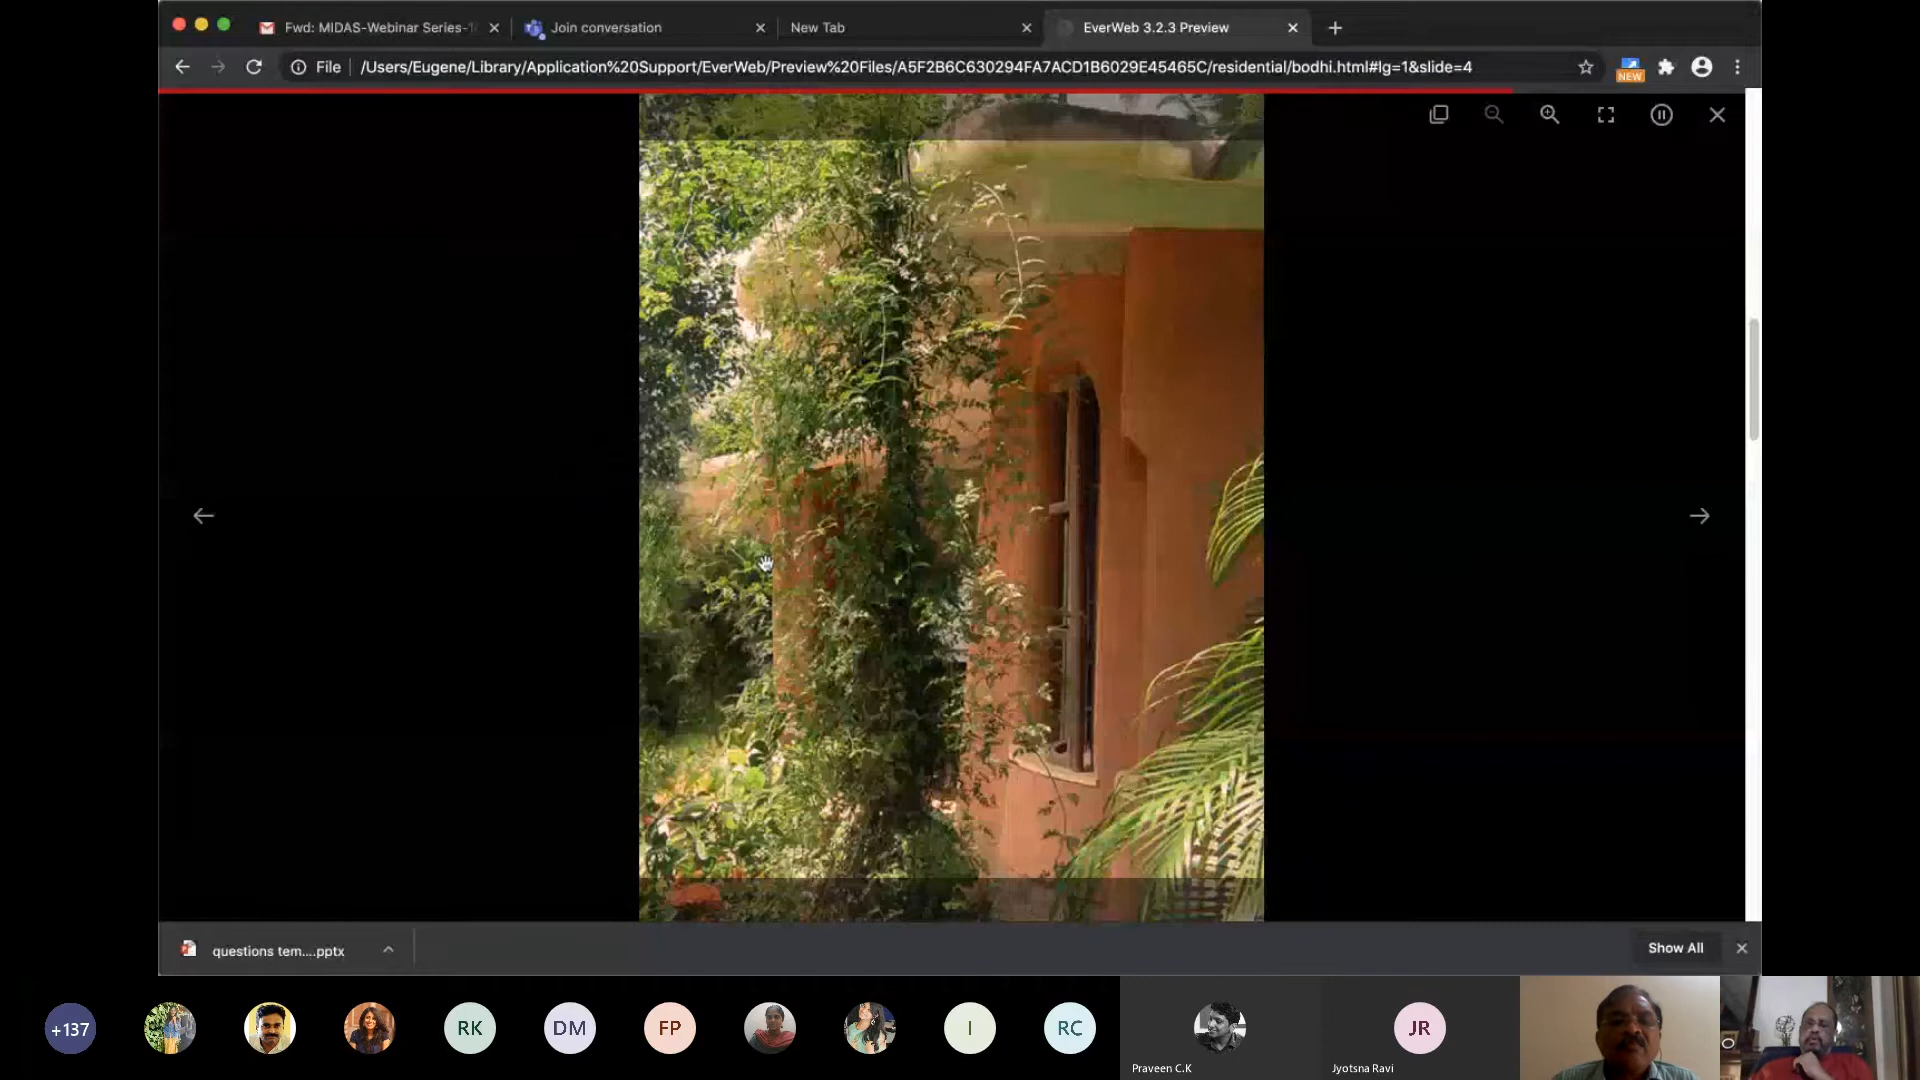 Fwd: MIDAS-Webinar Series-1
Join conversation
New Tab
EverWeb 3.2.3 Preview
File
/Users/Eugene/Library/Application%20Support/EverWeb/Preview%20Files/A5F2B6C630294FA7ACD1B6029E45465C/residential/bodhi.html#lg=1&slide=4
NEW
questions tem....pptx
Show All
+137
RK
DM
FP
I
RC
JR
Praveen C.K
Jyotsna Ravi